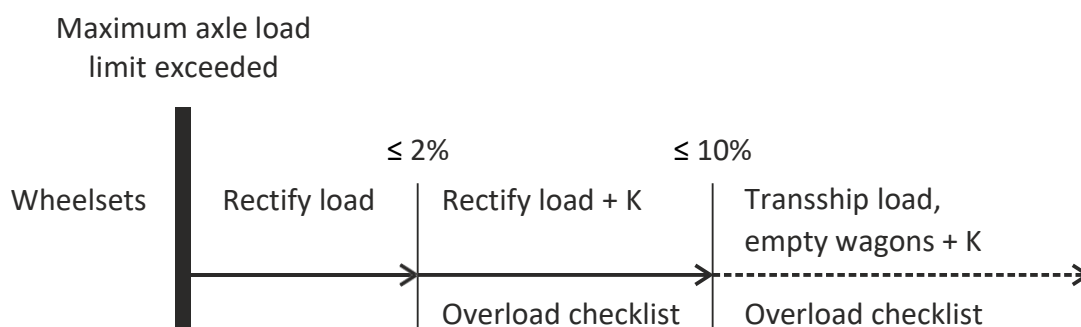 Maximum axle load
limit exceeded
≤ 2%
≤ 10%
Wheelsets
Rectify load
Rectify load + K
Transship load,
empty wagons + K
Overload checklist
Overload checklist